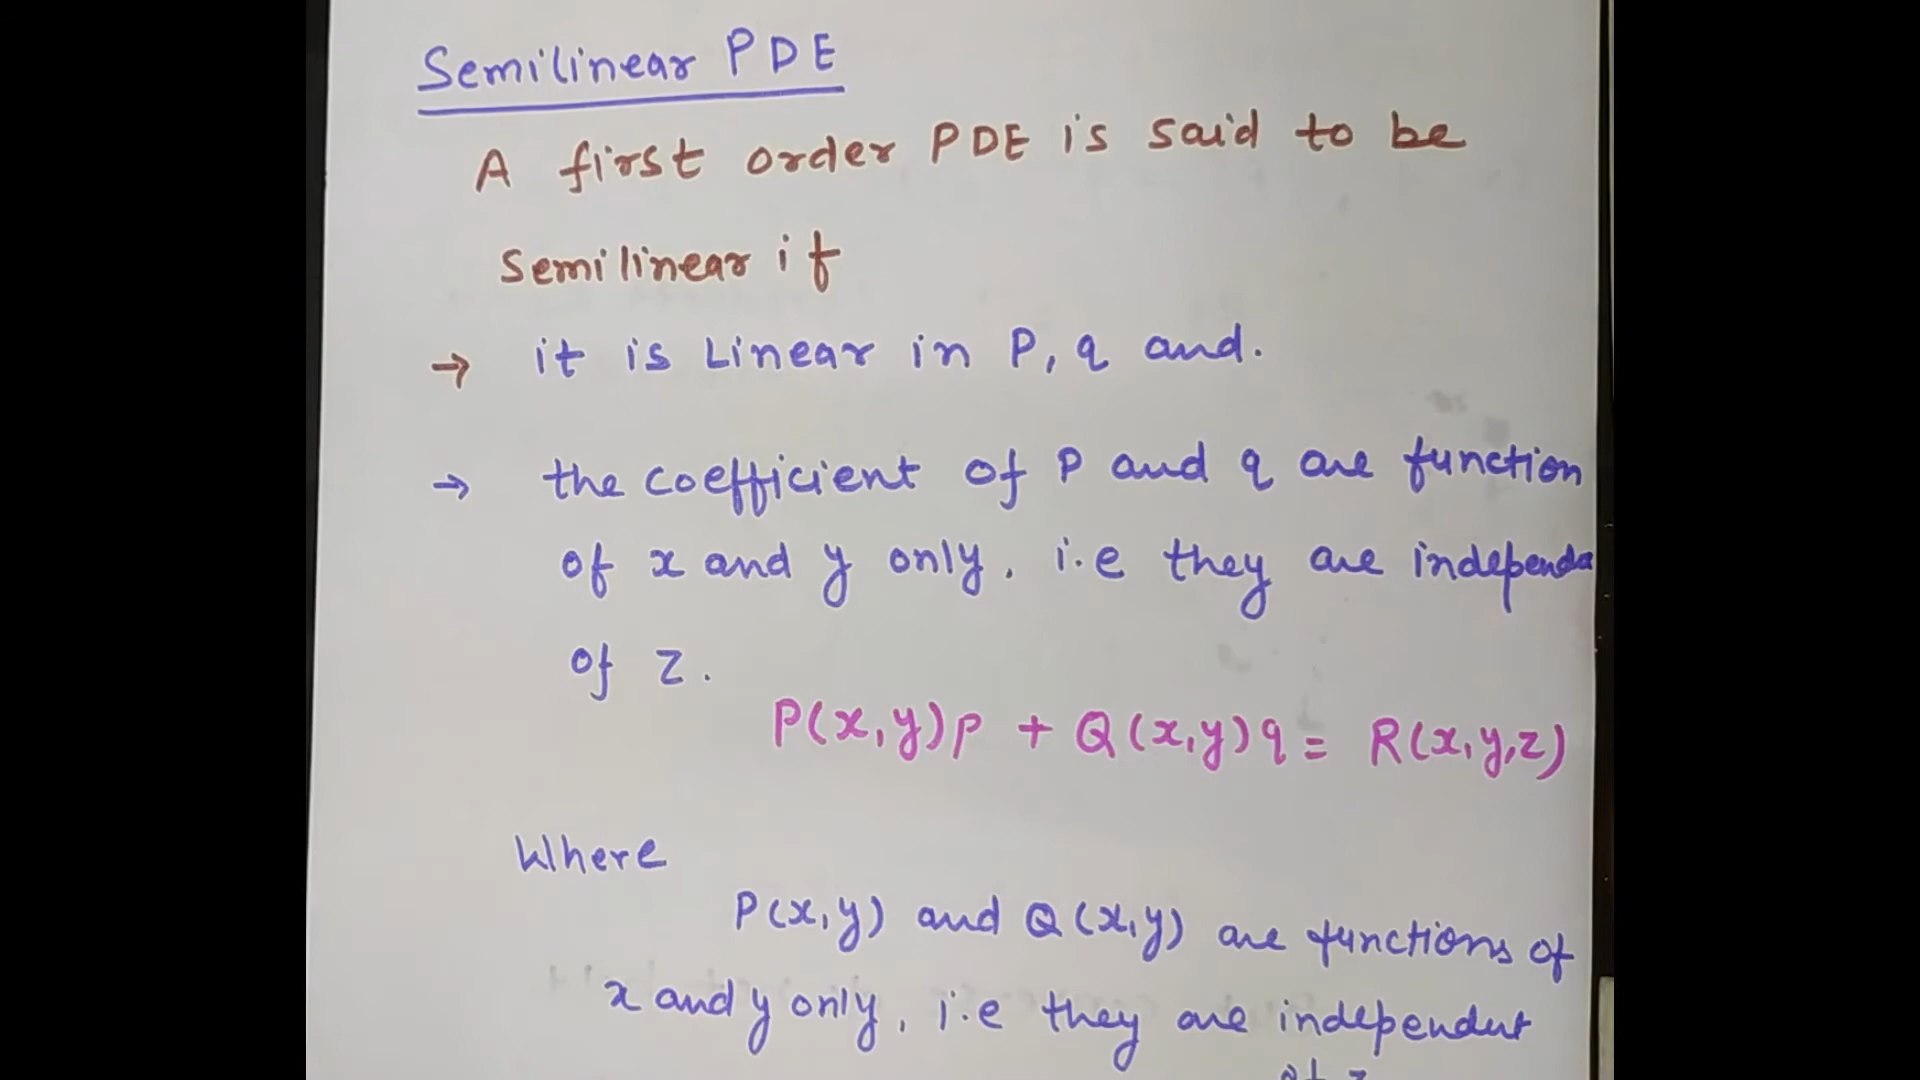 Semilinear PDE
A first order PDE is said to be
Semilinear if
→ it is Linear in P, q and.
→ the coefficient of P and q are function
of x and y only. i.e they are independe
of z.
P(x,y)p + Q(x,y)q = R(x,y,z)
Where
P(x,y) and Q(x,y) are functions of
x and y only, i.e they are independent
of z